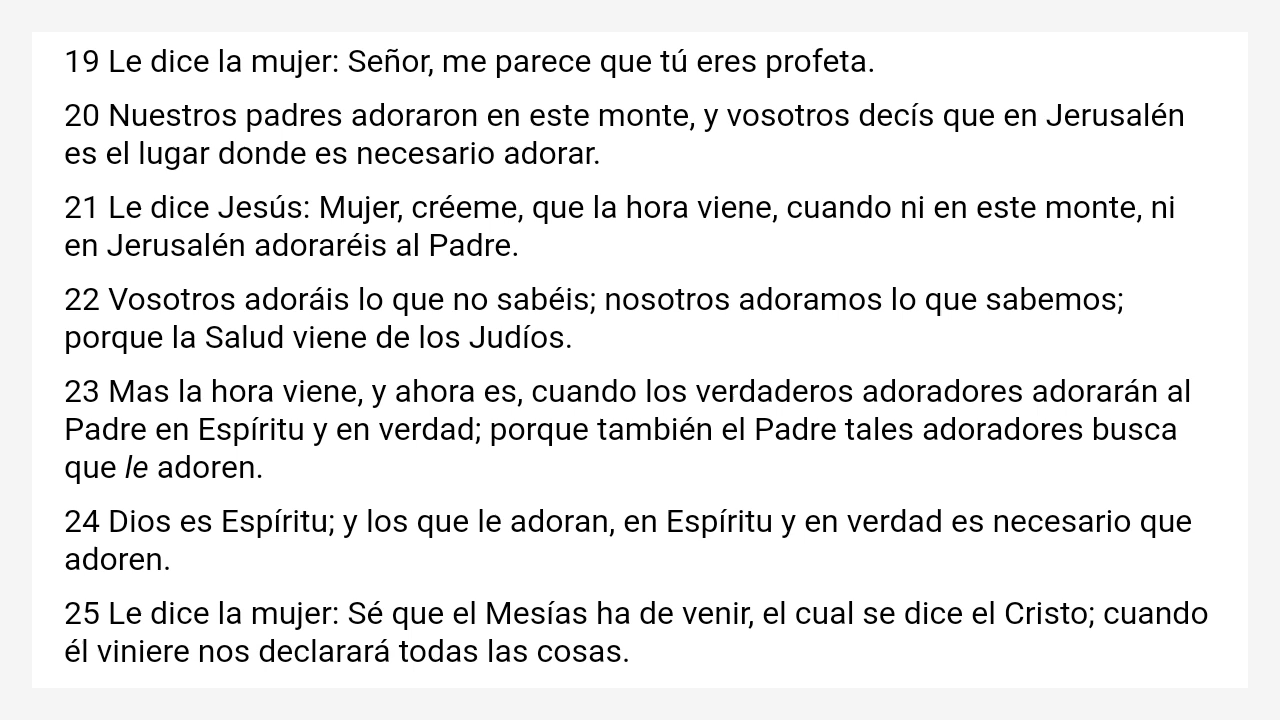 19 Le dice la mujer: Señor, me parece que tú eres profeta.
20 Nuestros padres adoraron en este monte, y vosotros decís que en Jerusalén
es el lugar donde es necesario adorar.
21 Le dice Jesús: Mujer, créeme, que la hora viene, cuando ni en este monte, ni
en Jerusalén adoraréis al Padre.
22 Vosotros adoráis lo que no sabéis; nosotros adoramos lo que sabemos;
porque la Salud viene de los Judíos.
23 Mas la hora viene, y ahora es, cuando los verdaderos adoradores adorarán al
Padre en Espíritu y en verdad; porque también el Padre tales adoradores busca
que le adoren.
24 Dios es Espíritu; y los que le adoran, en Espíritu y en verdad es necesario que
adoren.
25 Le dice la mujer: Sé que el Mesías ha de venir, el cual se dice el Cristo; cuando
él viniere nos declarará todas las cosas.